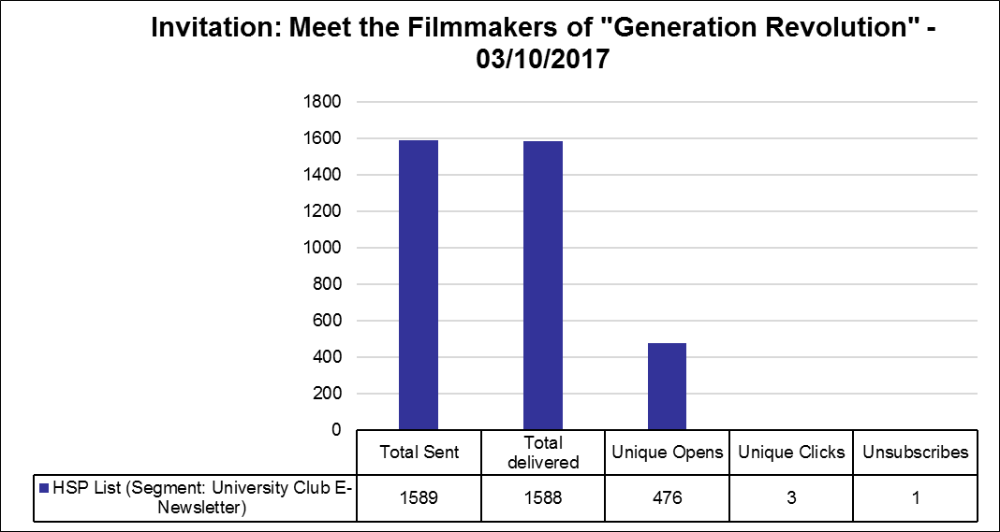 Invitation: Meet the Filmmakers of "Generation Revolution" -
03/10/2017
1800
1600
1400
1200
1000
800
600
400
200
0
Total Sent
Total
delivered
Unique Opens
Unique Clicks
Unsubscribes
HSP List (Segment: University Club E-
Newsletter)
1589
1588
476
3
1